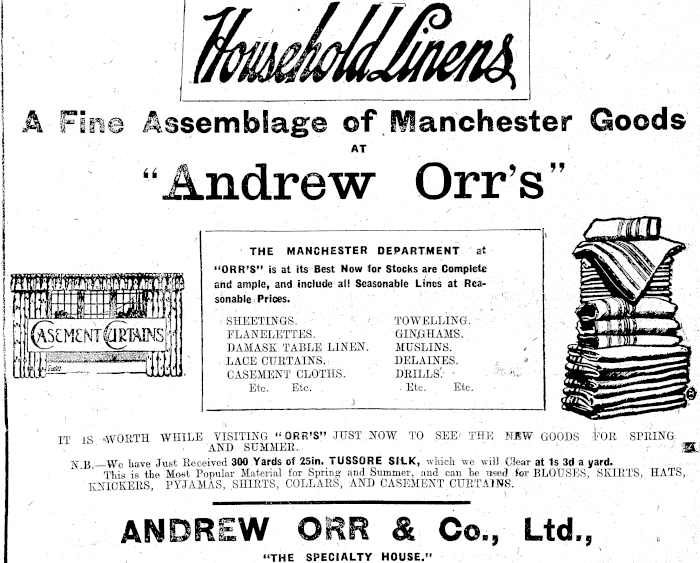 Household Linens
A Fine Assemblage of Manchester Goods
AT
"Andrew Orr's"
THE MANCHESTER DEPARTMENT at
"ORR'S" is at its Best Now for Stocks are Complete
and ample, and include all Seasonable Lines at Rea-
sonable Prices.
SHEETINGS.
FLANELETTES.
DAMASK TABLE LINEN.
LACE CURTAINS.
CASEMENT CLOTHS.
Etc. Etc.
TOWELLING.
GINGHAMS.
MUSLINS.
DELAINES.
DRILLS.
Etc. Etc.
CASEMENT CURTAINS
IT IS WORTH WHILE VISITING "ORR'S" JUST NOW TO SEE THE NEW GOODS FOR SPRING
AND SUMMER.
N.B.—We have Just Received 300 Yards of 25in. TUSSORE SILK, which we will Clear at 1s 3d a yard.
This is the Most Popular Material for Spring and Summer, and can be used for BLOUSES, SKIRTS, HATS,
KNICKERS, PYJAMAS, SHIRTS, COLLARS, AND CASEMENT CURTAINS.
ANDREW ORR & Co., Ltd.,
"THE SPECIALTY HOUSE."